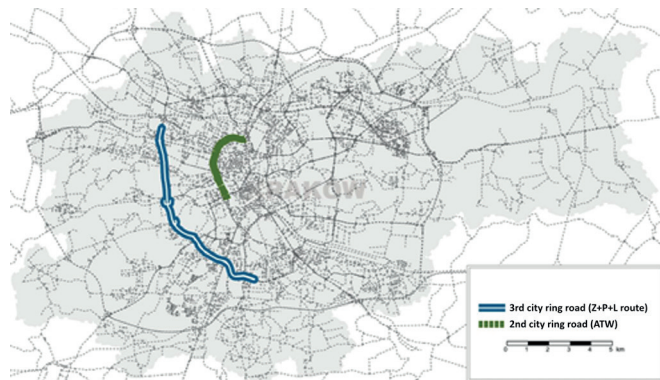 KRAKÓW
3rd city ring road (Z+P+L route)
2nd city ring road (ATW)
0 1 2 3 4 5 km